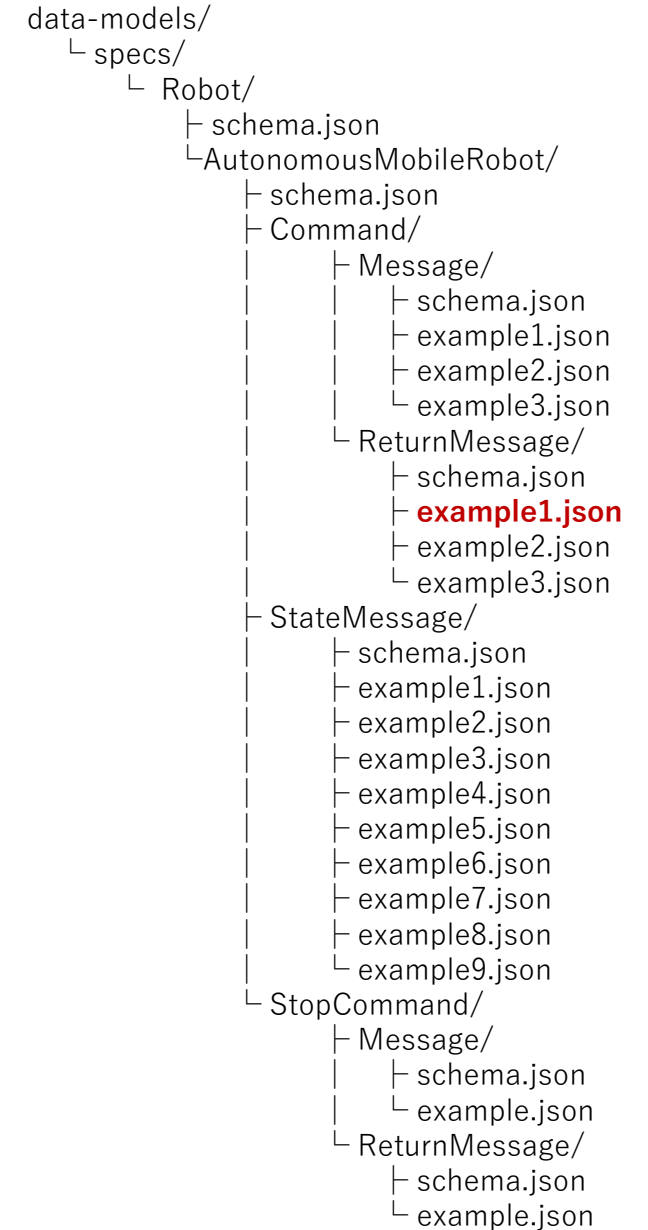 data-models/
└ specs/
└ Robot/
├ schema.json
└AutonomousMobileRobot/
├ schema.json
├ Command/
│ ├ Message/
│ │ ├ schema.json
│ │ ├ example1.json
│ │ ├ example2.json
│ │ └ example3.json
│ └ ReturnMessage/
│ ├ schema.json
│ ├ example1.json
│ ├ example2.json
│ └ example3.json
├ StateMessage/
│ ├ schema.json
│ ├ example1.json
│ ├ example2.json
│ ├ example3.json
│ ├ example4.json
│ ├ example5.json
│ ├ example6.json
│ ├ example7.json
│ ├ example8.json
│ └ example9.json
└ StopCommand/
├ Message/
│ ├ schema.json
│ └ example.json
└ ReturnMessage/
├ schema.json
└ example.json